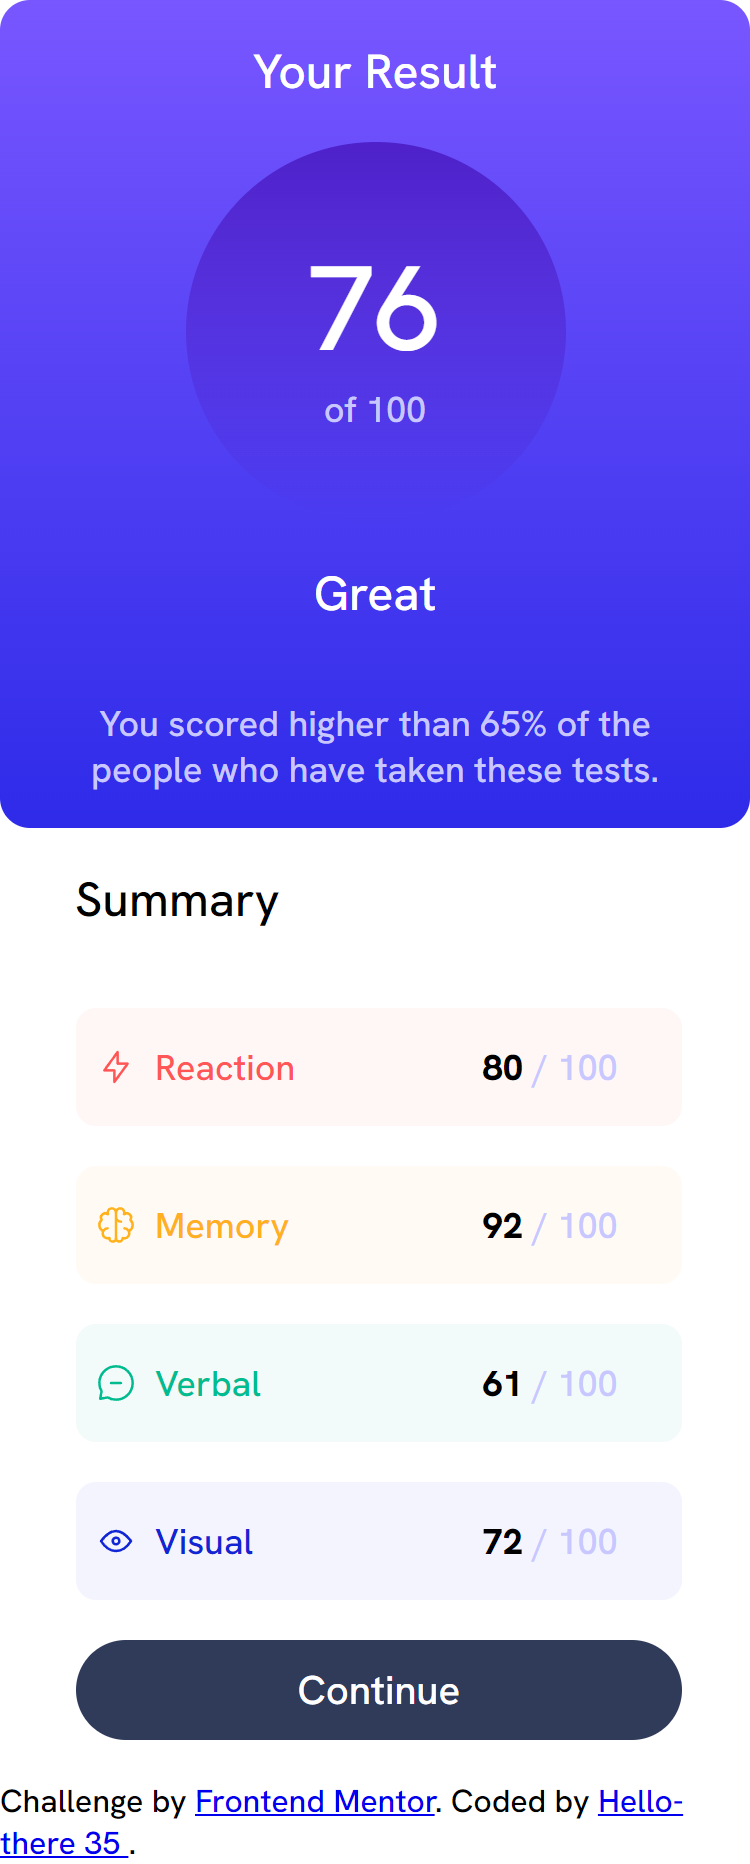 Your Result
76
of 100
Great
You scored higher than 65% of the
people who have taken these tests.
Summary
Reaction 80 / 100
Memory 92 / 100
Verbal 61 / 100
Visual 72 / 100
Continue
Challenge by Frontend Mentor. Coded by Hello-
there 35 .